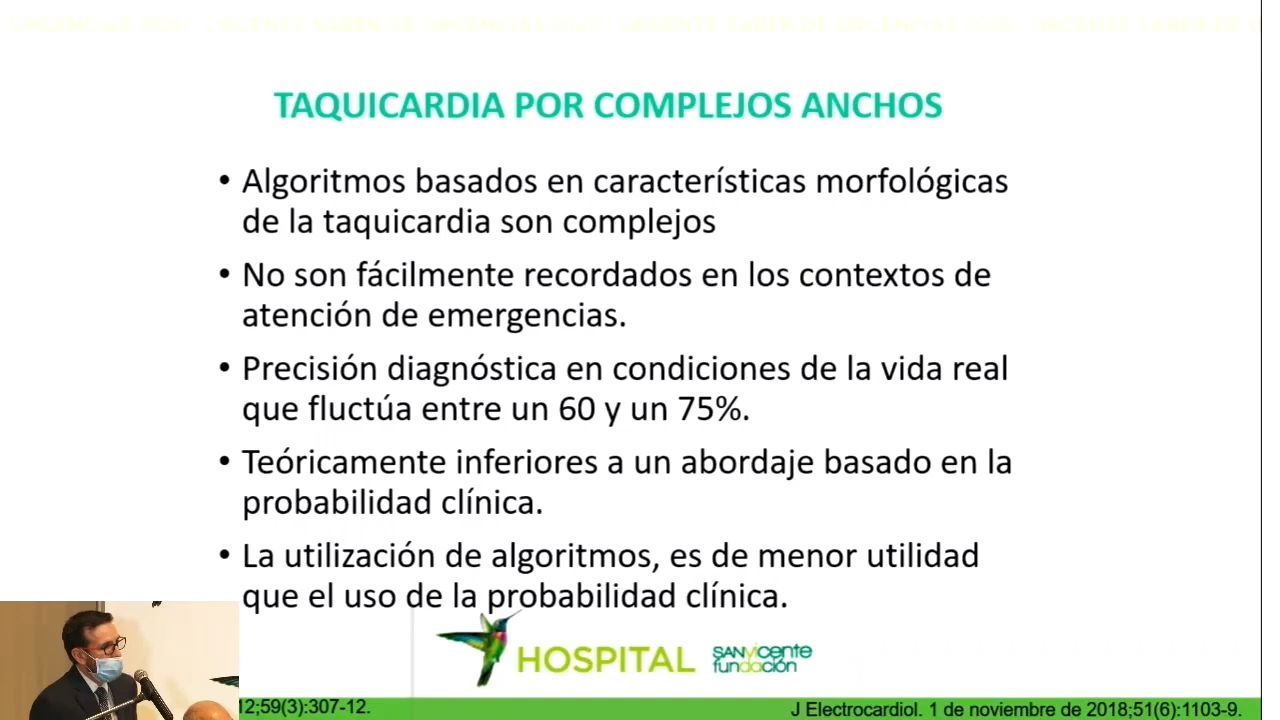 TAQUICARDIA POR COMPLEJOS ANCHOS
• Algoritmos basados en características morfológicas
de la taquicardia son complejos
• No son fácilmente recordados en los contextos de
atención de emergencias.
• Precisión diagnóstica en condiciones de la vida real
que fluctúa entre un 60 y un 75%.
• Teóricamente inferiores a un abordaje basado en la
probabilidad clínica.
• La utilización de algoritmos, es de menor utilidad
que el uso de la probabilidad clínica.
HOSPITAL
SANVicente
fundación
12;59(3):307-12.
J Electrocardiol. 1 de noviembre de 2018;51(6):1103-9.